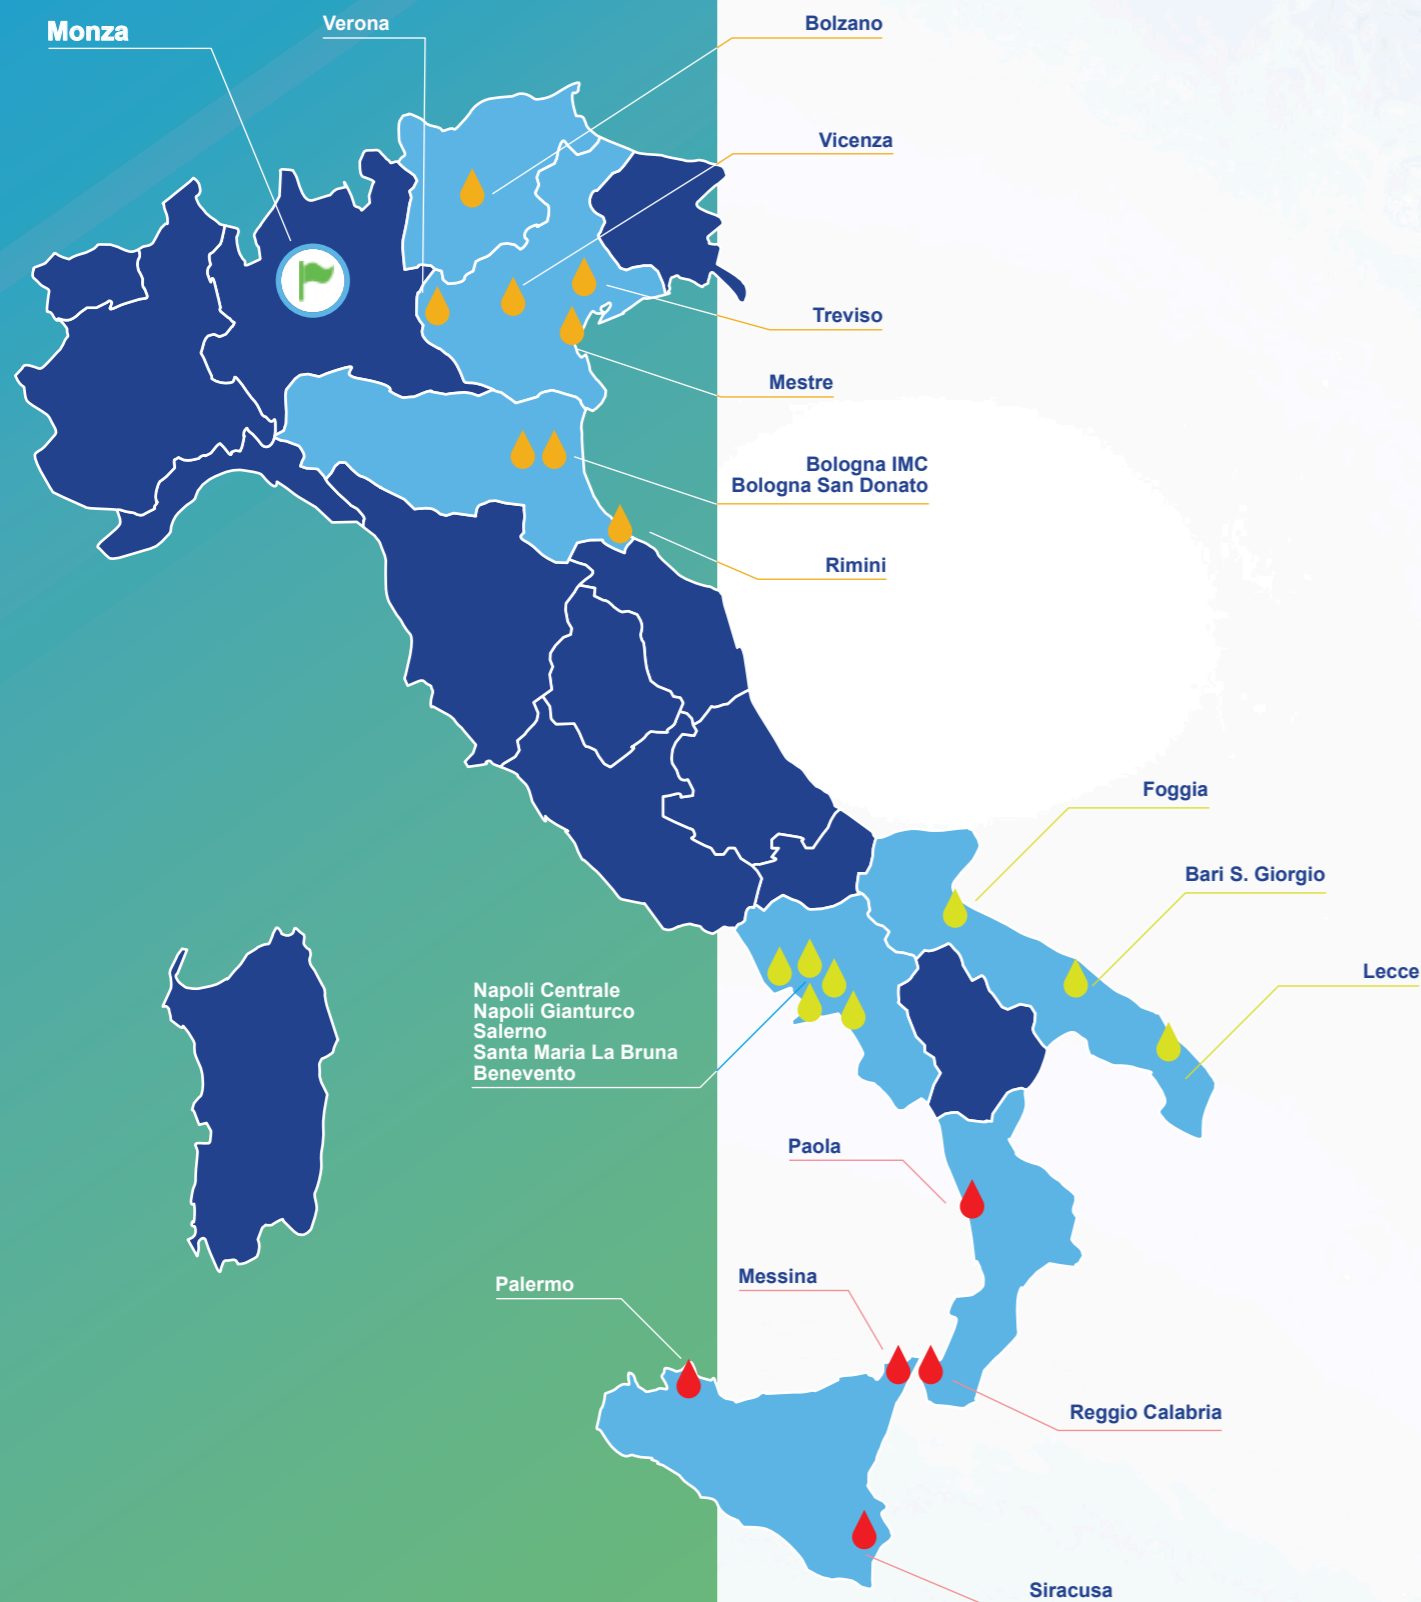 Monza
Verona
Bolzano
Vicenza
Treviso
Mestre
Bologna IMC
Bologna San Donato
Rimini
Foggia
Bari S. Giorgio
Lecce
Napoli Centrale
Napoli Gianturco
Salerno
Santa Maria La Bruna
Benevento
Paola
Messina
Palermo
Reggio Calabria
Siracusa